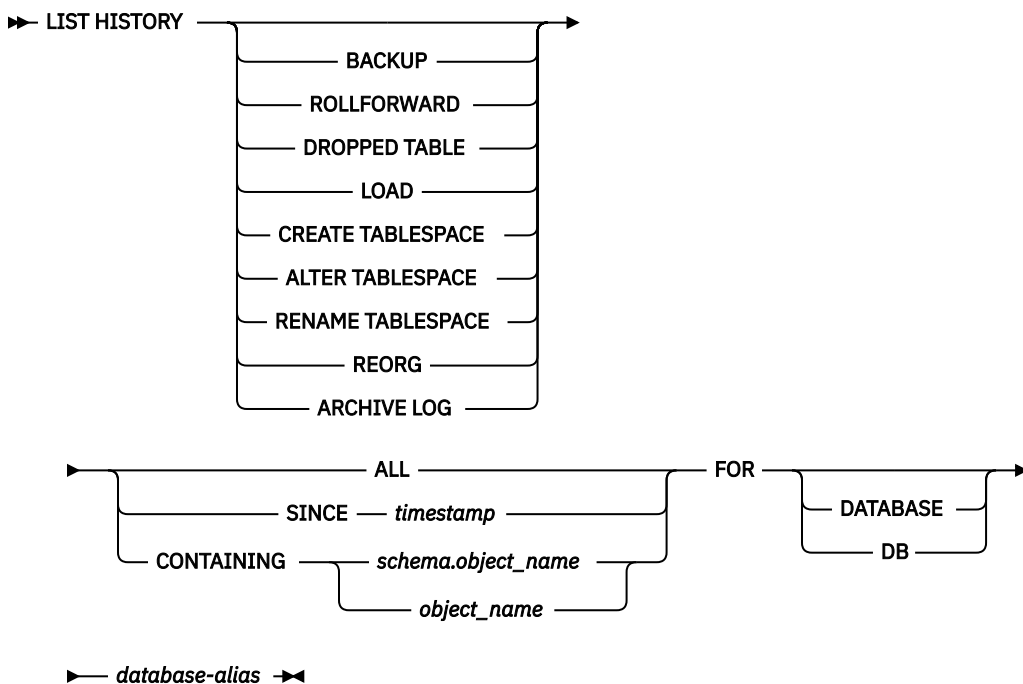 LIST HISTORY
BACKUP
ROLLFORWARD
DROPPED TABLE
LOAD
CREATE TABLESPACE
ALTER TABLESPACE
RENAME TABLESPACE
REORG
ARCHIVE LOG
ALL FOR
SINCE timestamp DATABASE
CONTAINING schema.object_name DB
object_name
database-alias